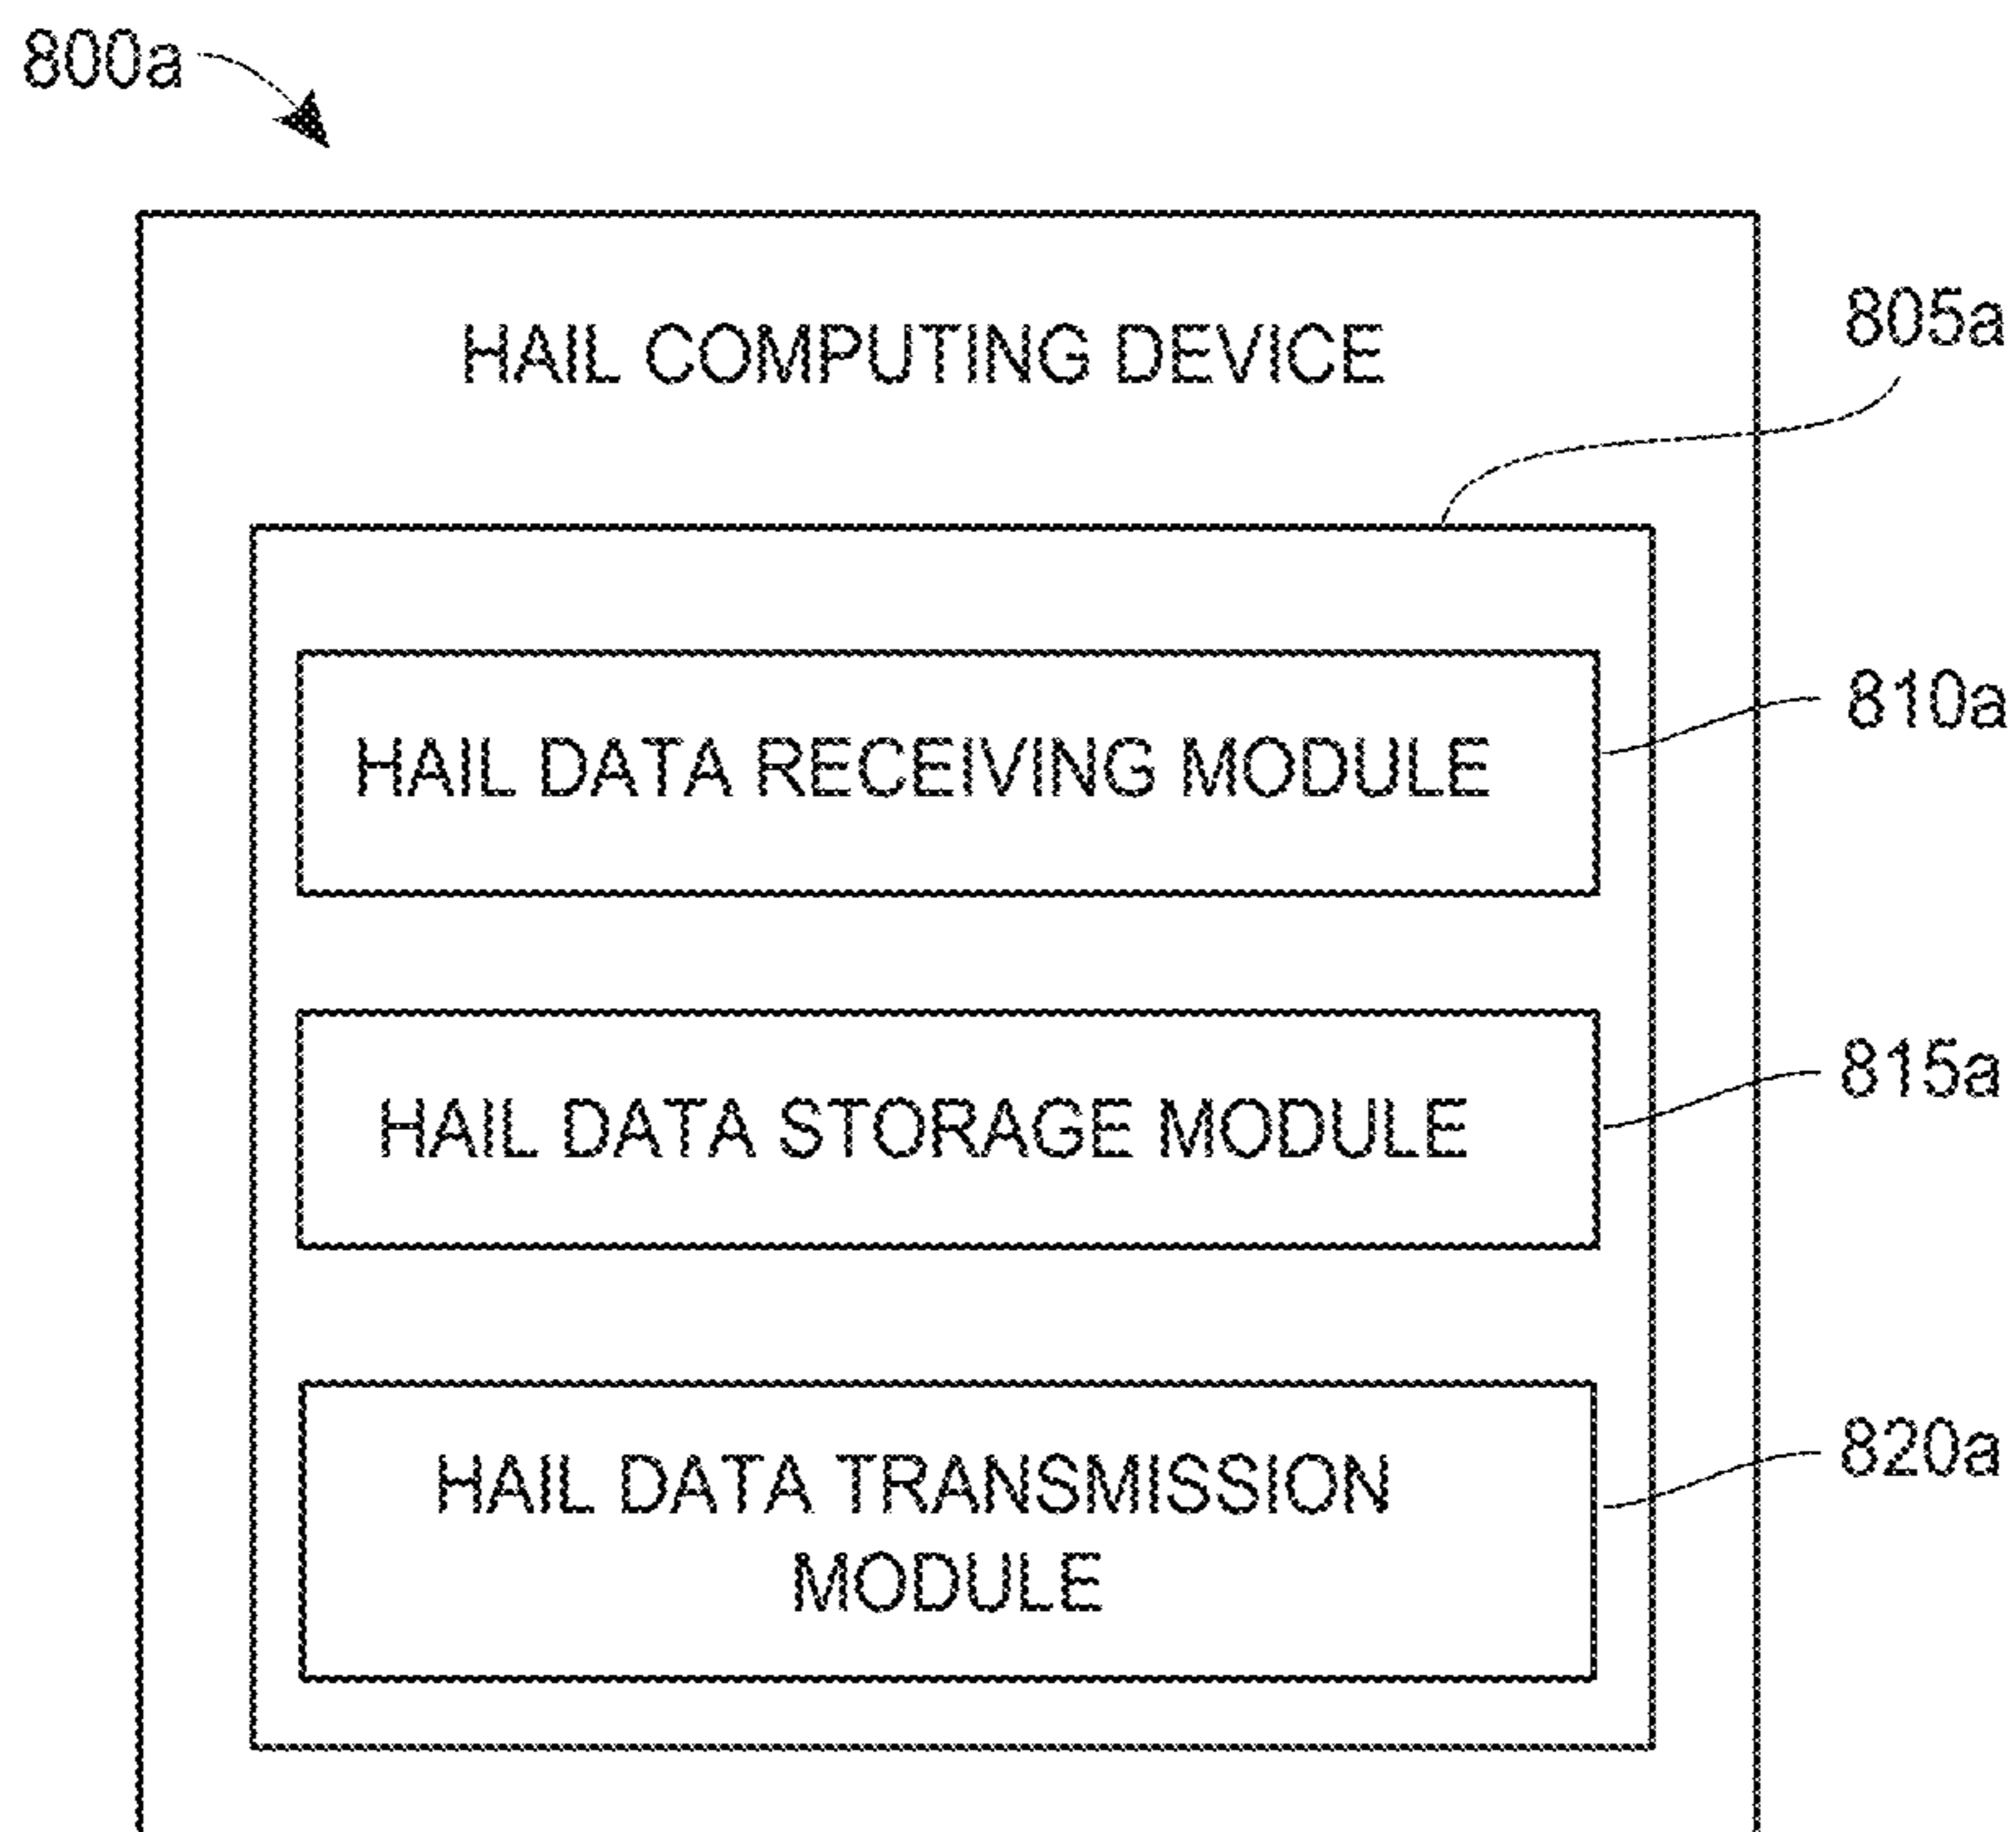 800a
HAIL COMPUTING DEVICE
805a
HAIL DATA RECEIVING MODULE
810a
HAIL DATA STORAGE MODULE
815a
HAIL DATA TRANSMISSION
MODULE
820a